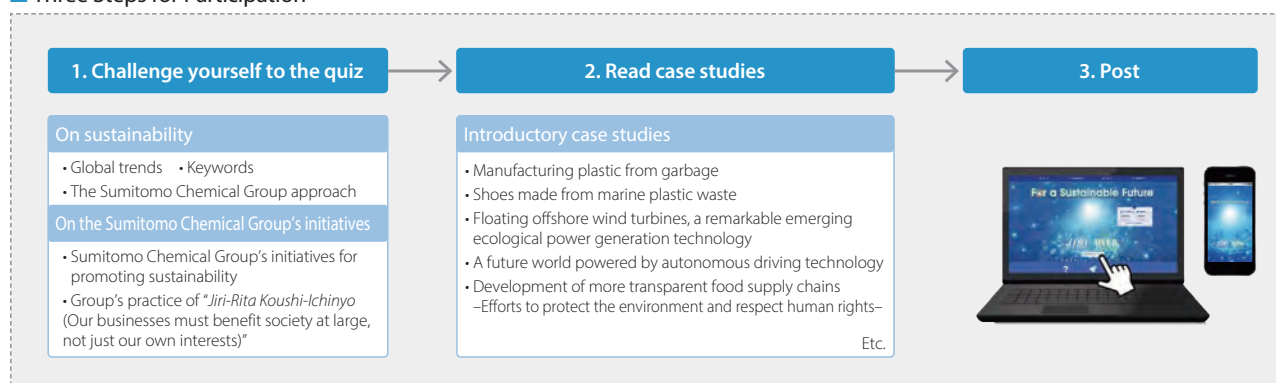 Three Steps for Participation
1. Challenge yourself to the quiz
2. Read case studies
3. Post
On sustainability
• Global trends • Keywords
• The Sumitomo Chemical Group approach
On the Sumitomo Chemical Group's initiatives
• Sumitomo Chemical Group's initiatives for
promoting sustainability
• Group's practice of "Jiri-Rita Koushi-Ichinyo
(Our businesses must benefit society at large,
not just our own interests)"
Introductory case studies
• Manufacturing plastic from garbage
• Shoes made from marine plastic waste
• Floating offshore wind turbines, a remarkable emerging
ecological power generation technology
• A future world powered by autonomous driving technology
• Development of more transparent food supply chains
–Efforts to protect the environment and respect human rights–
Etc.
For a Sustainable Future